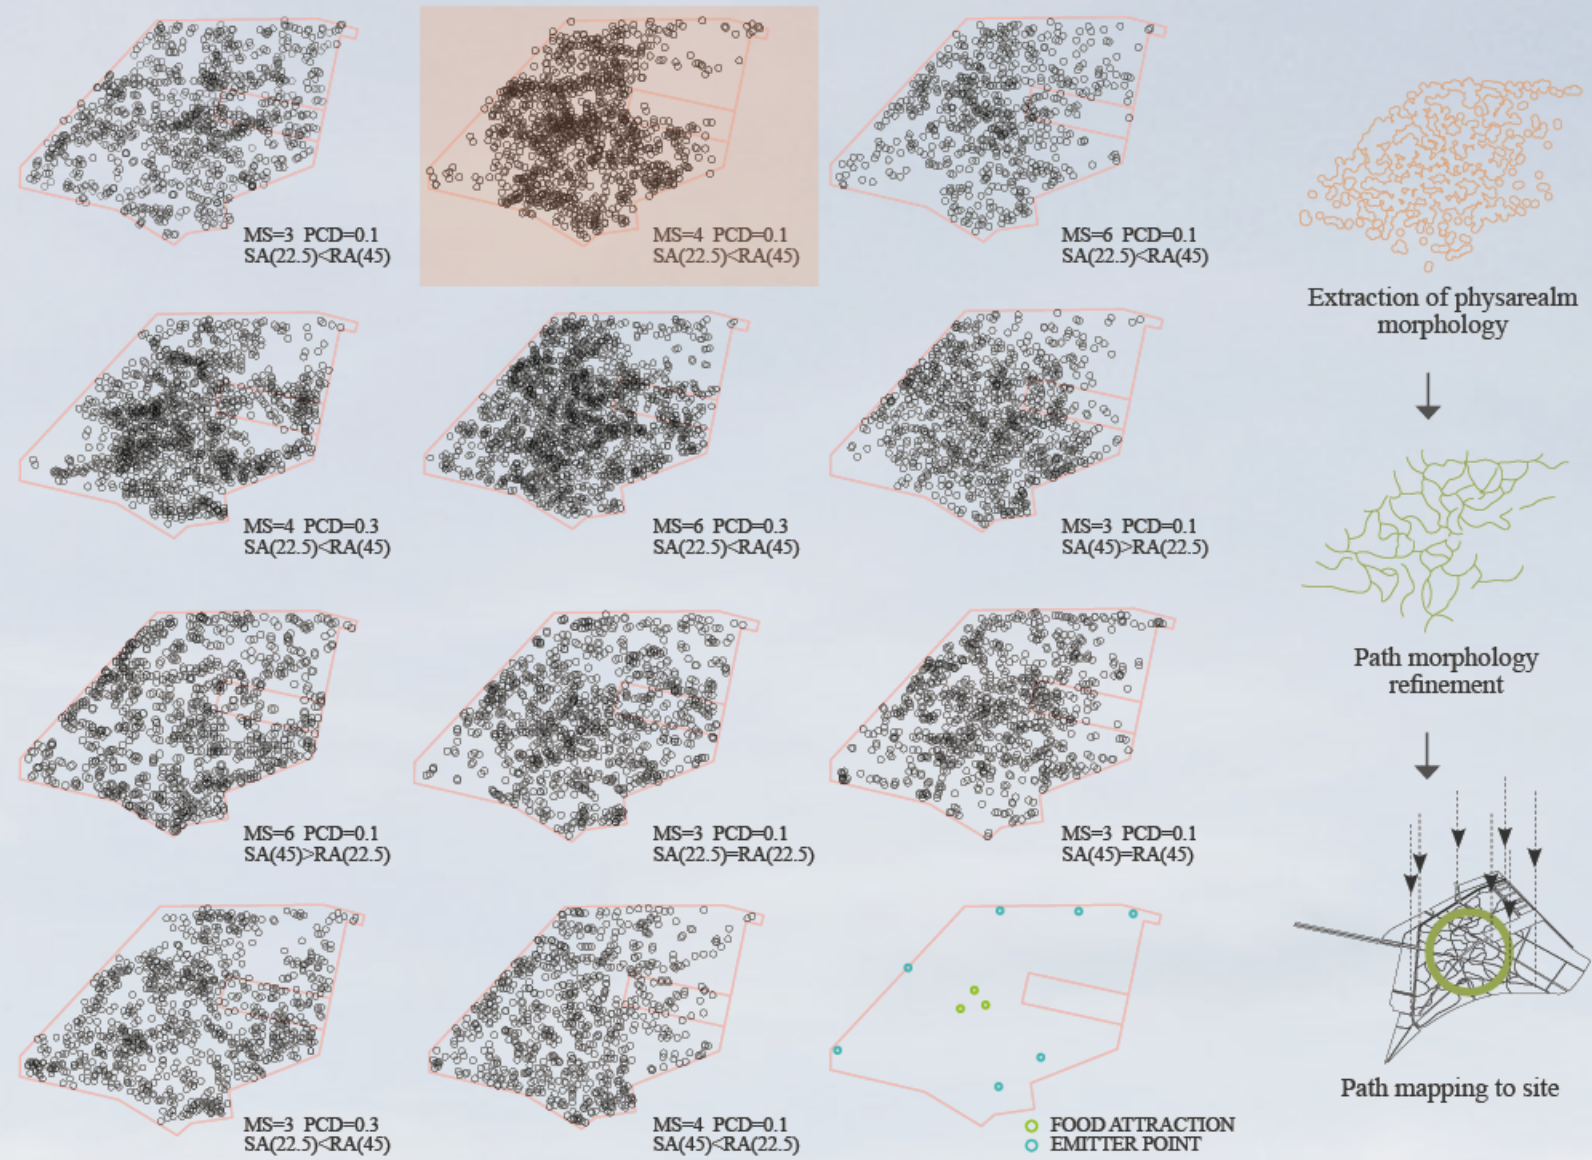 MS=3 PCD=0.1
SA(22.5)<RA(45)
MS=4 PCD=0.1
SA(22.5)<RA(45)
MS=6 PCD=0.1
SA(22.5)<RA(45)
Extraction of physarealm
morphology
MS=4 PCD=0.3
SA(22.5)<RA(45)
MS=6 PCD=0.3
SA(22.5)<RA(45)
MS=3 PCD=0.1
SA(45)>RA(22.5)
Path morphology
refinement
MS=6 PCD=0.1
SA(45)>RA(22.5)
MS=3 PCD=0.1
SA(22.5)=RA(22.5)
MS=3 PCD=0.1
SA(45)=RA(45)
MS=3 PCD=0.3
SA(22.5)<RA(45)
MS=4 PCD=0.1
SA(45)<RA(22.5)
FOOD ATTRACTION
EMITTER POINT
Path mapping to site